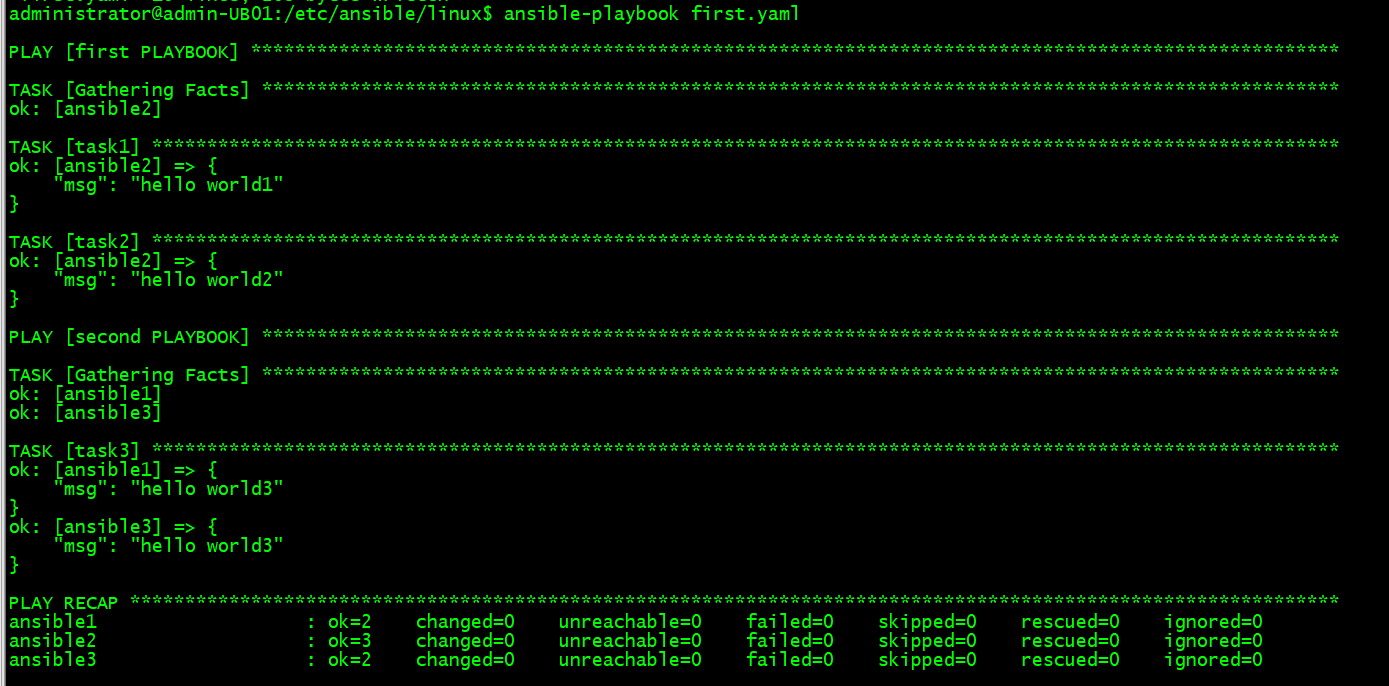 administrator@admin-UB01:/etc/ansible/linux$ ansible-playbook first.yaml
PLAY [first PLAYBOOK] ***************************************************************************************************
TASK [Gathering Facts] **************************************************************************************************
ok: [ansible2]
TASK [task1] ************************************************************************************************************
ok: [ansible2] => {
    "msg": "hello world1"
}
TASK [task2] ************************************************************************************************************
ok: [ansible2] => {
    "msg": "hello world2"
}
PLAY [second PLAYBOOK] **************************************************************************************************
TASK [Gathering Facts] **************************************************************************************************
ok: [ansible1]
ok: [ansible3]
TASK [task3] ************************************************************************************************************
ok: [ansible1] => {
    "msg": "hello world3"
}
ok: [ansible3] => {
    "msg": "hello world3"
}
PLAY RECAP **************************************************************************************************************
ansible1                   : ok=2    changed=0    unreachable=0    failed=0    skipped=0    rescued=0    ignored=0
ansible2                   : ok=3    changed=0    unreachable=0    failed=0    skipped=0    rescued=0    ignored=0
ansible3                   : ok=2    changed=0    unreachable=0    failed=0    skipped=0    rescued=0    ignored=0